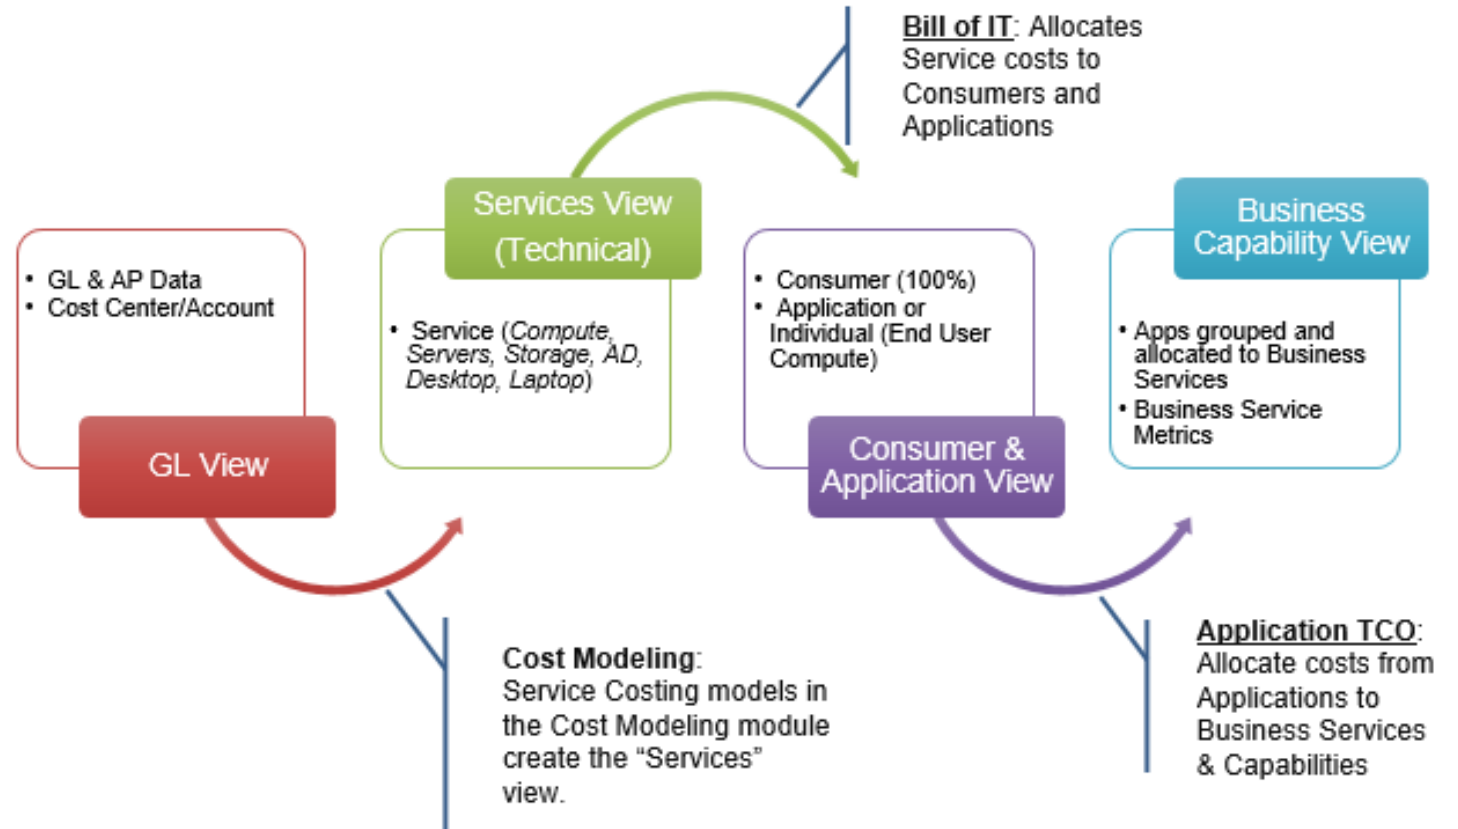 Bill of IT: Allocates
Service costs to
Consumers and
Applications
• GL & AP Data
• Cost Center/Account
GL View
Services View
(Technical)
• Service (Compute,
Servers, Storage, AD,
Desktop, Laptop)
• Consumer (100%)
• Application or
Individual (End User
Compute)
Consumer &
Application View
Business
Capability View
• Apps grouped and
allocated to Business
Services
• Business Service
Metrics
Cost Modeling:
Service Costing models in
the Cost Modeling module
create the “Services”
view.
Application TCO:
Allocate costs from
Applications to
Business Services
& Capabilities